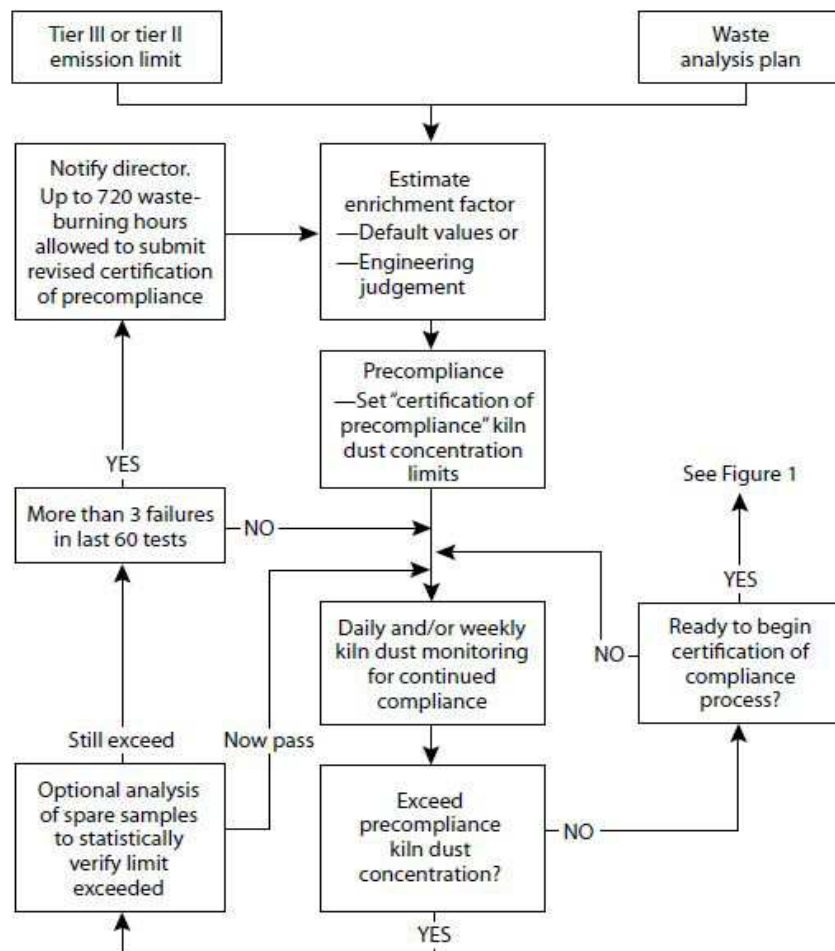 Tier III or tier II
emission limit
Waste
analysis plan
Notify director.
Up to 720 waste-
burning hours
allowed to submit
revised certification
of precompliance
Estimate
enrichment factor
—Default values or
—Engineering
judgement
Precompliance
—Set “certification of
precompliance” kiln
dust concentration
limits
YES
See Figure 1
More than 3 failures
in last 60 tests
NO
YES
Daily and/or weekly
kiln dust monitoring
for continued
compliance
NO
Ready to begin
certification of
compliance
process?
Still exceed
Now pass
Optional analysis
of spare samples
to statistically
verify limit
exceeded
Exceed
precompliance
kiln dust
concentration?
NO
YES